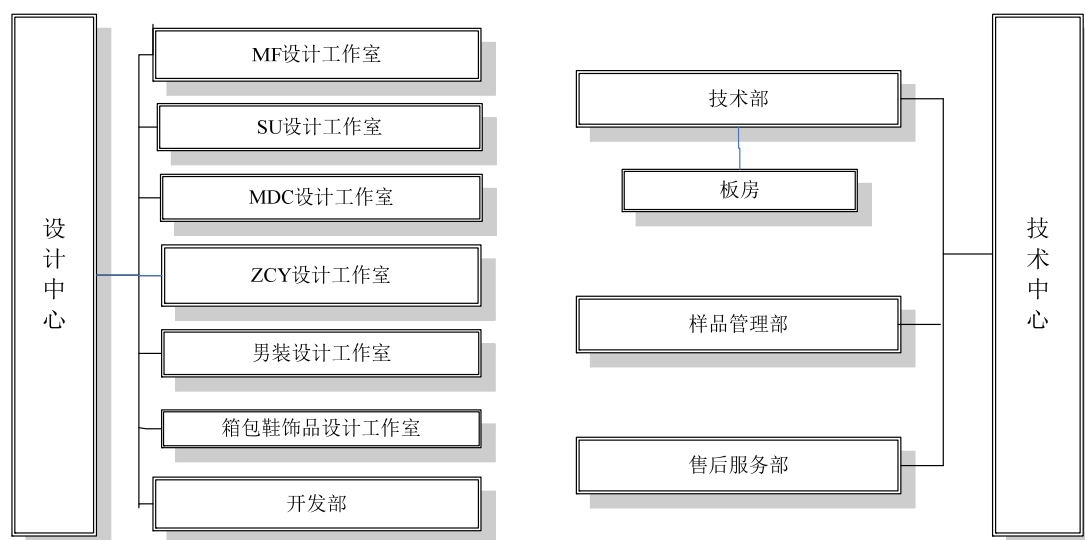 设计中心
MF设计工作室
SU设计工作室
MDC设计工作室
ZCY设计工作室
男装设计工作室
箱包鞋饰品设计工作室
开发部
技术部
板房
样品管理部
售后服务部
技术中心